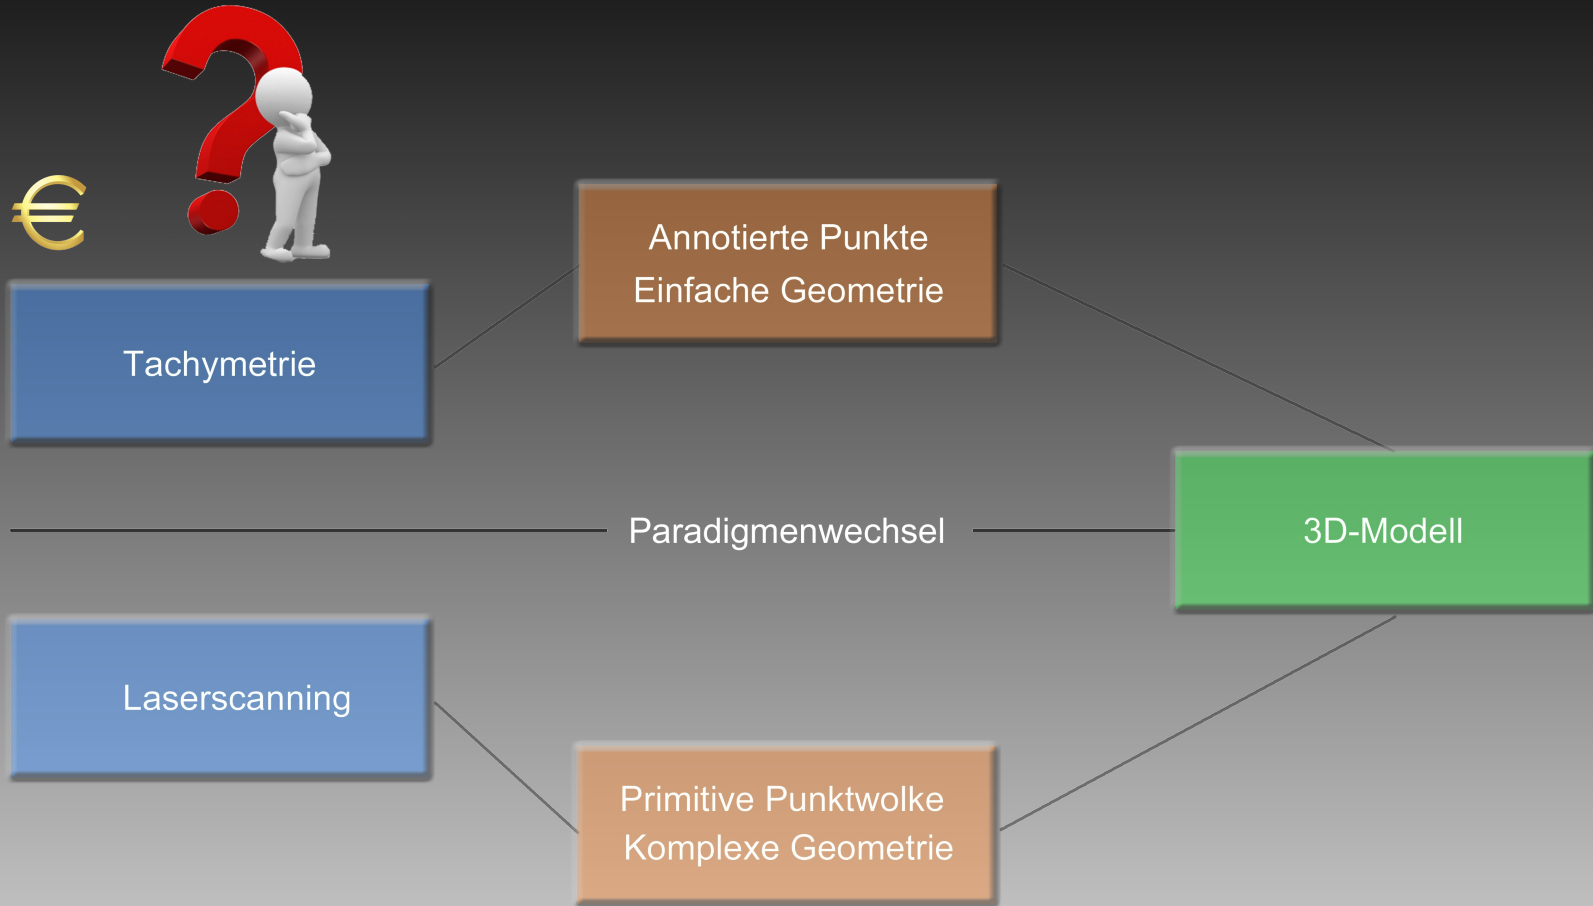 ?
€
Annotierte Punkte
Einfache Geometrie
Tachymetrie
Paradigmenwechsel
3D-Modell
Laserscanning
Primitive Punktwolke
Komplexe Geometrie